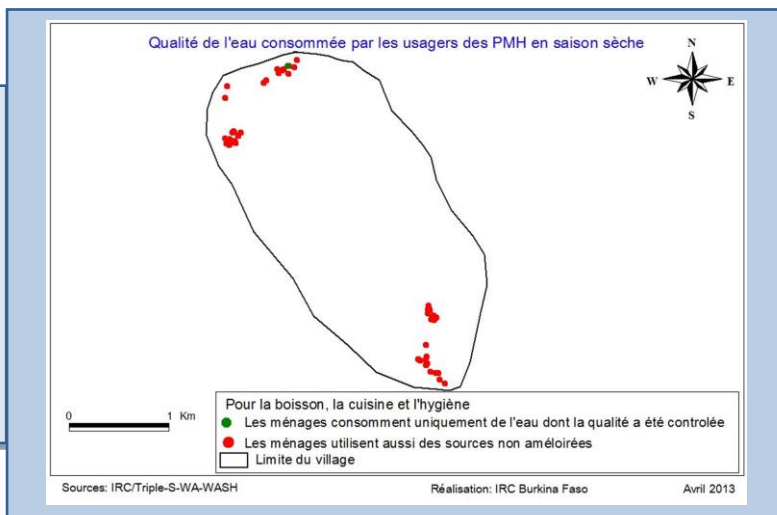 Qualité de l'eau consommée par les usagers des PMH en saison sèche
N
W E
S
Pour la boisson, la cuisine et l'hygiène
Les ménages consomment uniquement de l'eau dont la qualité a été controlée
Les ménages utilisent aussi des sources non améloirées
Limite du village
0 1 Km
Sources: IRC/Triple-S-WA-WASH Réalisation: IRC Burkina Faso Avril 2013